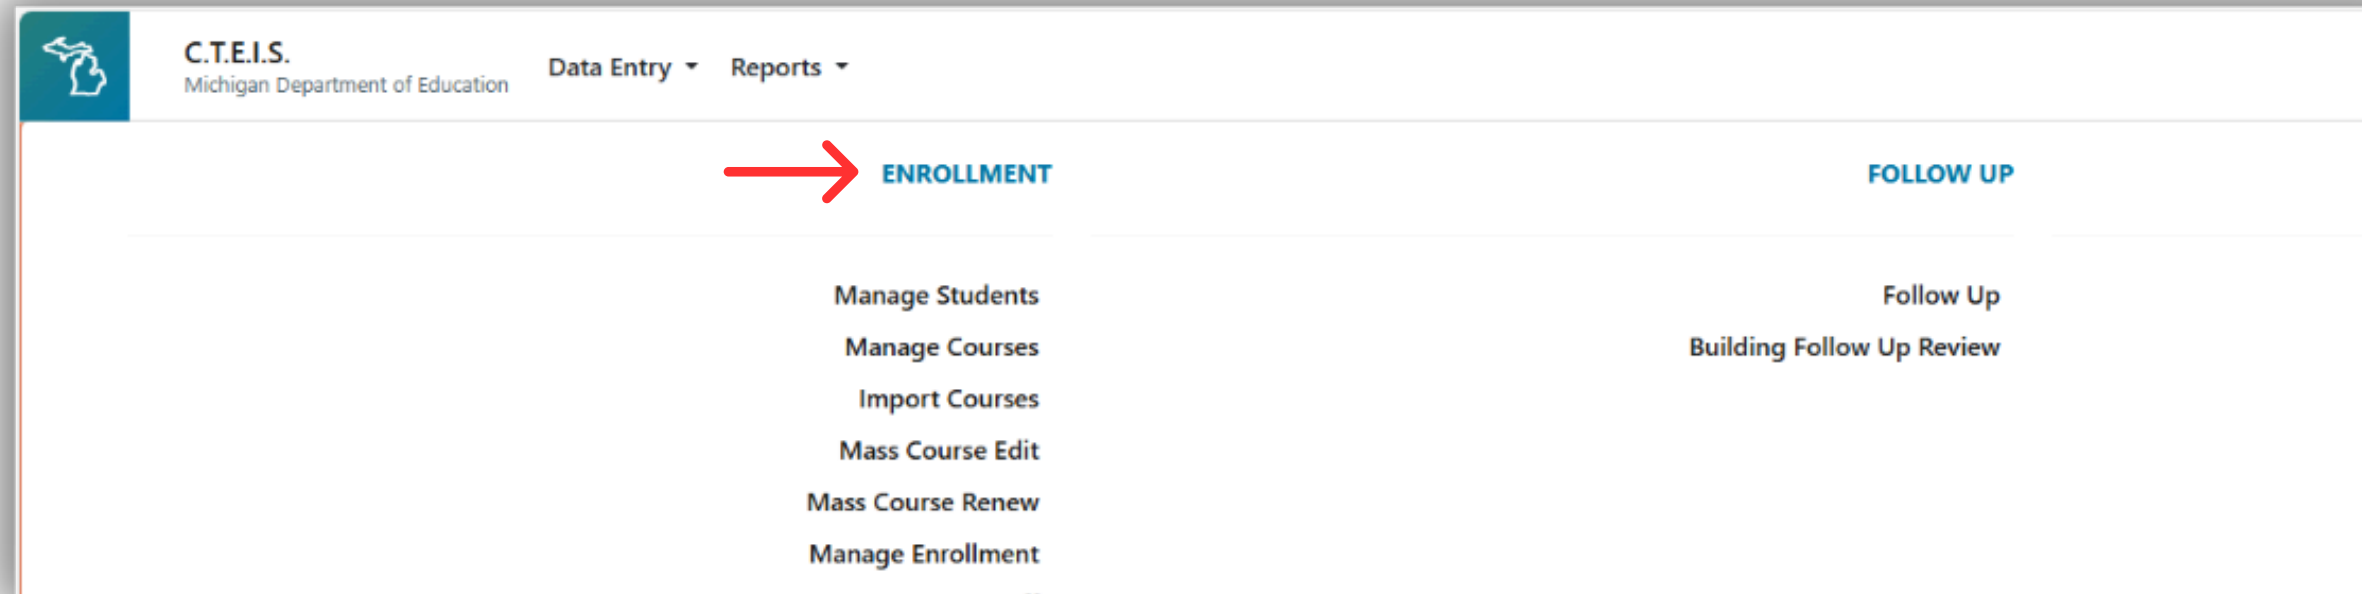 C.T.E.I.S.
Michigan Department of Education
Data Entry
Reports
ENROLLMENT
Manage Students
Manage Courses
Import Courses
Mass Course Edit
Mass Course Renew
Manage Enrollment
FOLLOW UP
Follow Up
Building Follow Up Review